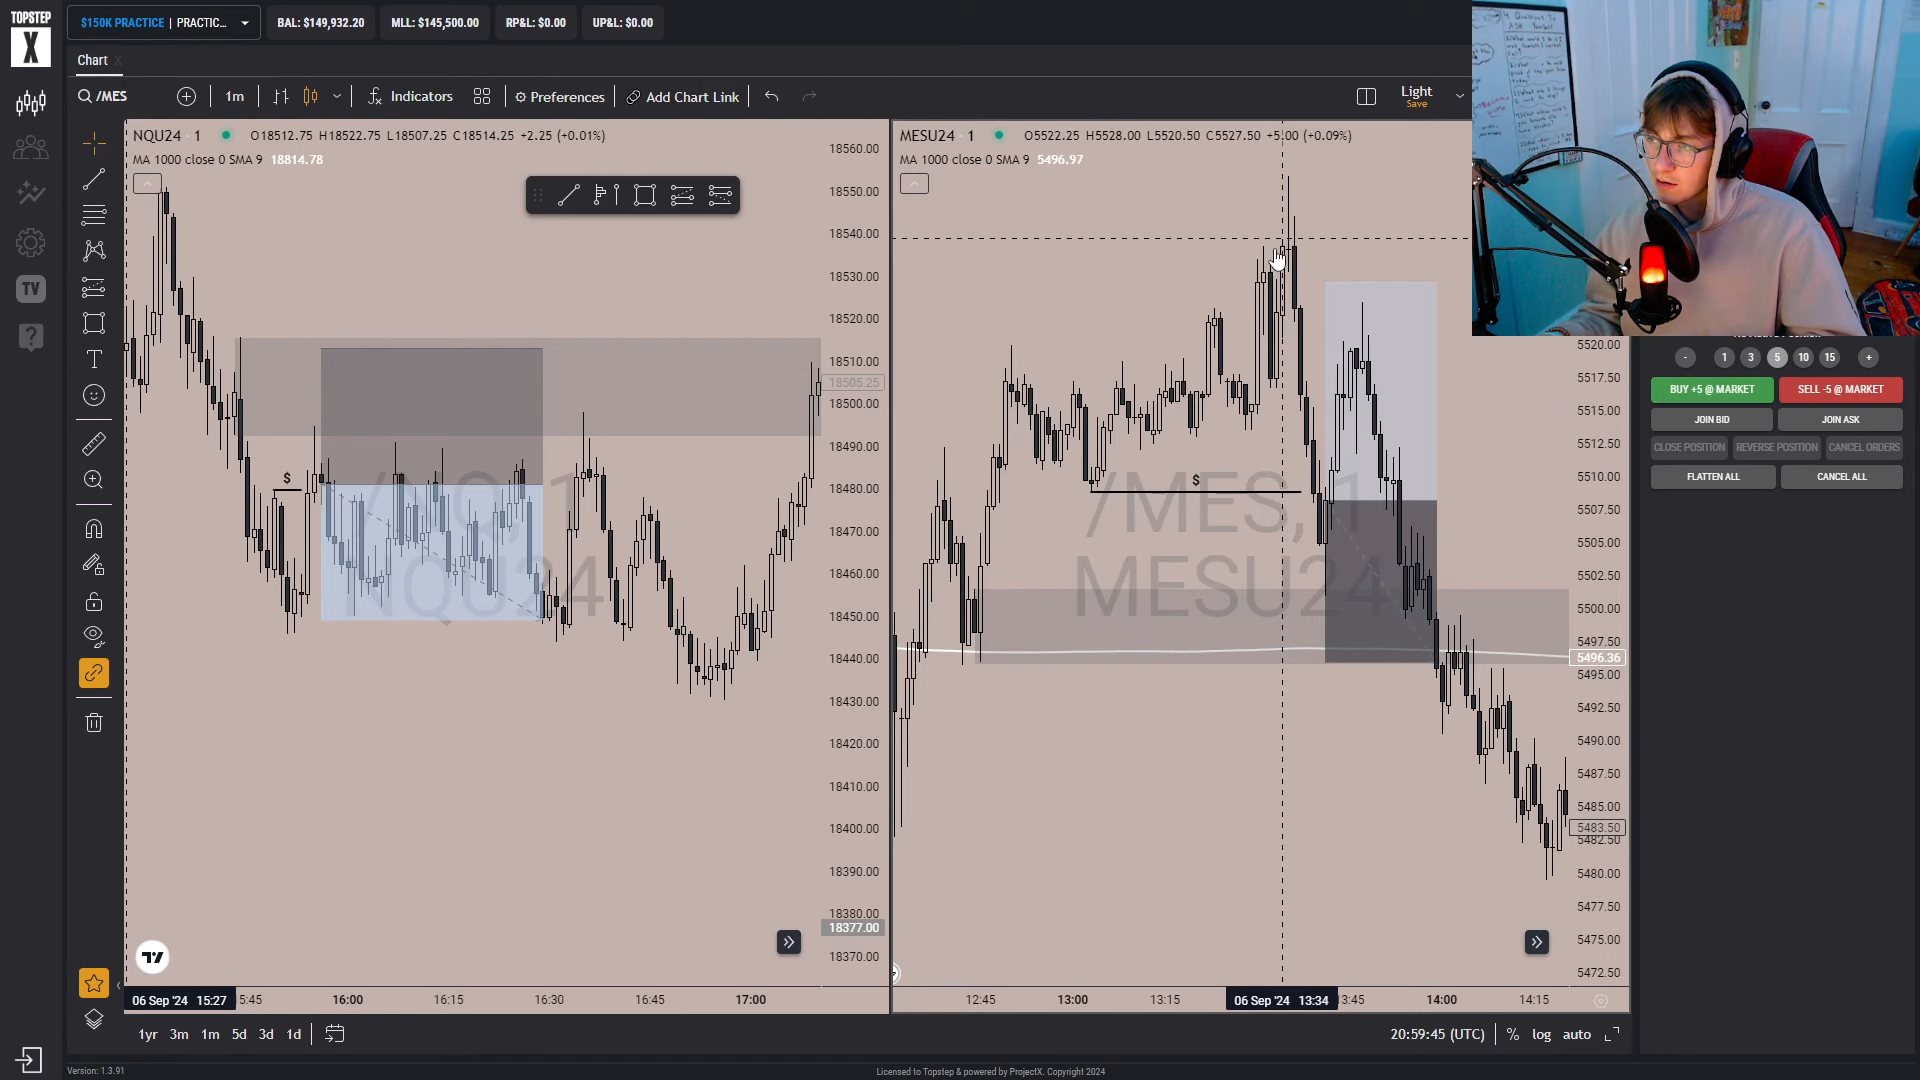 TOPSTEP
X
$150K PRACTICE | PRACTIC...
BAL: $149,932.20
MLL: $145,500.00
RP&L: $0.00
UP&L: $0.00
Chart
/MES
1m
Indicators
Preferences
Add Chart Link
Light
Save
NQU24 · 1
O18512.75 H18522.75 L18507.25 C18514.25 +2.25 (+0.01%)
MA 1000 close 0 SMA 9 18814.78
MESU24 · 1
O5522.25 H5528.00 L5520.50 C5527.50 +5.00 (+0.09%)
MA 1000 close 0 SMA 9 5496.97
TV
T
18560.00
18550.00
18540.00
18530.00
18520.00
18510.00
18505.25
18500.00
18490.00
18480.00
18470.00
18460.00
18450.00
18440.00
18430.00
18420.00
18410.00
18400.00
18390.00
18380.00
18377.00
18370.00
$
/NQ, 1
NQU24
$
/MES, 1
MESU24
5520.00
5517.50
5515.00
5512.50
5510.00
5507.50
5505.00
5502.50
5500.00
5497.50
5496.36
5495.00
5492.50
5490.00
5487.50
5485.00
5483.50
5482.50
5480.00
5477.50
5475.00
5472.50
- 1 3 5 10 15 +
BUY +5 @ MARKET
SELL -5 @ MARKET
JOIN BID
JOIN ASK
CLOSE POSITION
REVERSE POSITION
CANCEL ORDERS
FLATTEN ALL
CANCEL ALL
06 Sep '24 15:27
5:45
16:00
16:15
16:30
16:45
17:00
12:45
13:00
13:15
06 Sep '24 13:34
3:45
14:00
14:15
1yr
3m
1m
5d
3d
1d
20:59:45 (UTC)
%
log
auto
Version: 1.3.91
Licensed to Topstep & powered by ProjectX. Copyright 2024